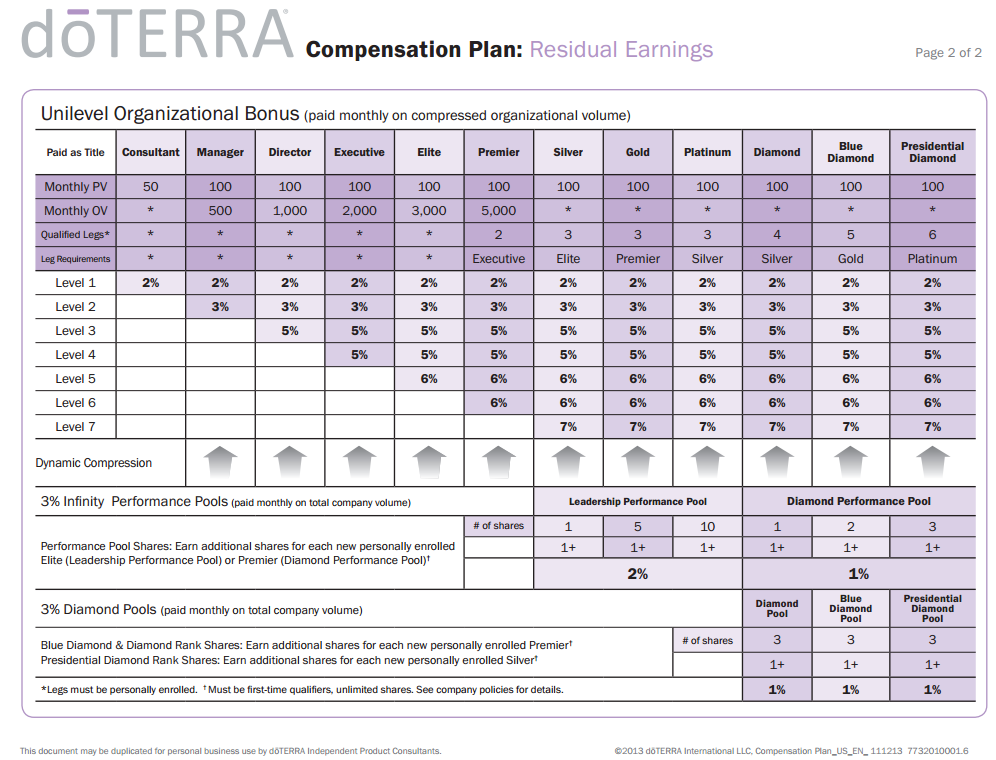 dōTERRA® Compensation Plan: Residual Earnings Page 2 of 2
Unilevel Organizational Bonus (paid monthly on compressed organizational volume)
Paid as Title Consultant Manager Director Executive Elite Premier Silver Gold Platinum Diamond Blue Diamond Presidential Diamond
Monthly PV 50 100 100 100 100 100 100 100 100 100 100 100
Monthly OV * 500 1,000 2,000 3,000 5,000 * * * * * *
Qualified Legs* * * * * * 2 3 3 3 4 5 6
Leg Requirements * * * * * Executive Elite Premier Silver Silver Gold Platinum
Level 1 2% 2% 2% 2% 2% 2% 2% 2% 2% 2% 2% 2%
Level 2 3% 3% 3% 3% 3% 3% 3% 3% 3% 3% 3%
Level 3 5% 5% 5% 5% 5% 5% 5% 5% 5% 5%
Level 4 5% 5% 5% 5% 5% 5% 5% 5% 5%
Level 5 6% 6% 6% 6% 6% 6% 6% 6%
Level 6 6% 6% 6% 6% 6% 6% 6%
Level 7 7% 7% 7% 7% 7% 7%
Dynamic Compression
3% Infinity Performance Pools (paid monthly on total company volume) Leadership Performance Pool Diamond Performance Pool
# of shares 1 5 10 1 2 3
Performance Pool Shares: Earn additional shares for each new personally enrolled 1+ 1+ 1+ 1+ 1+ 1+
Elite (Leadership Performance Pool) or Premier (Diamond Performance Pool)†
2% 1%
3% Diamond Pools (paid monthly on total company volume) Diamond Pool Blue Diamond Pool Presidential Diamond Pool
# of shares 3 3 3
Blue Diamond & Diamond Rank Shares: Earn additional shares for each new personally enrolled Premier†
Presidential Diamond Rank Shares: Earn additional shares for each new personally enrolled Silver† 1+ 1+ 1+
*Legs must be personally enrolled. †Must be first-time qualifiers, unlimited shares. See company policies for details. 1% 1% 1%
This document may be duplicated for personal business use by dōTERRA Independent Product Consultants. ©2013 dōTERRA International LLC, Compensation Plan_US_EN_ 111213 7732010001.6